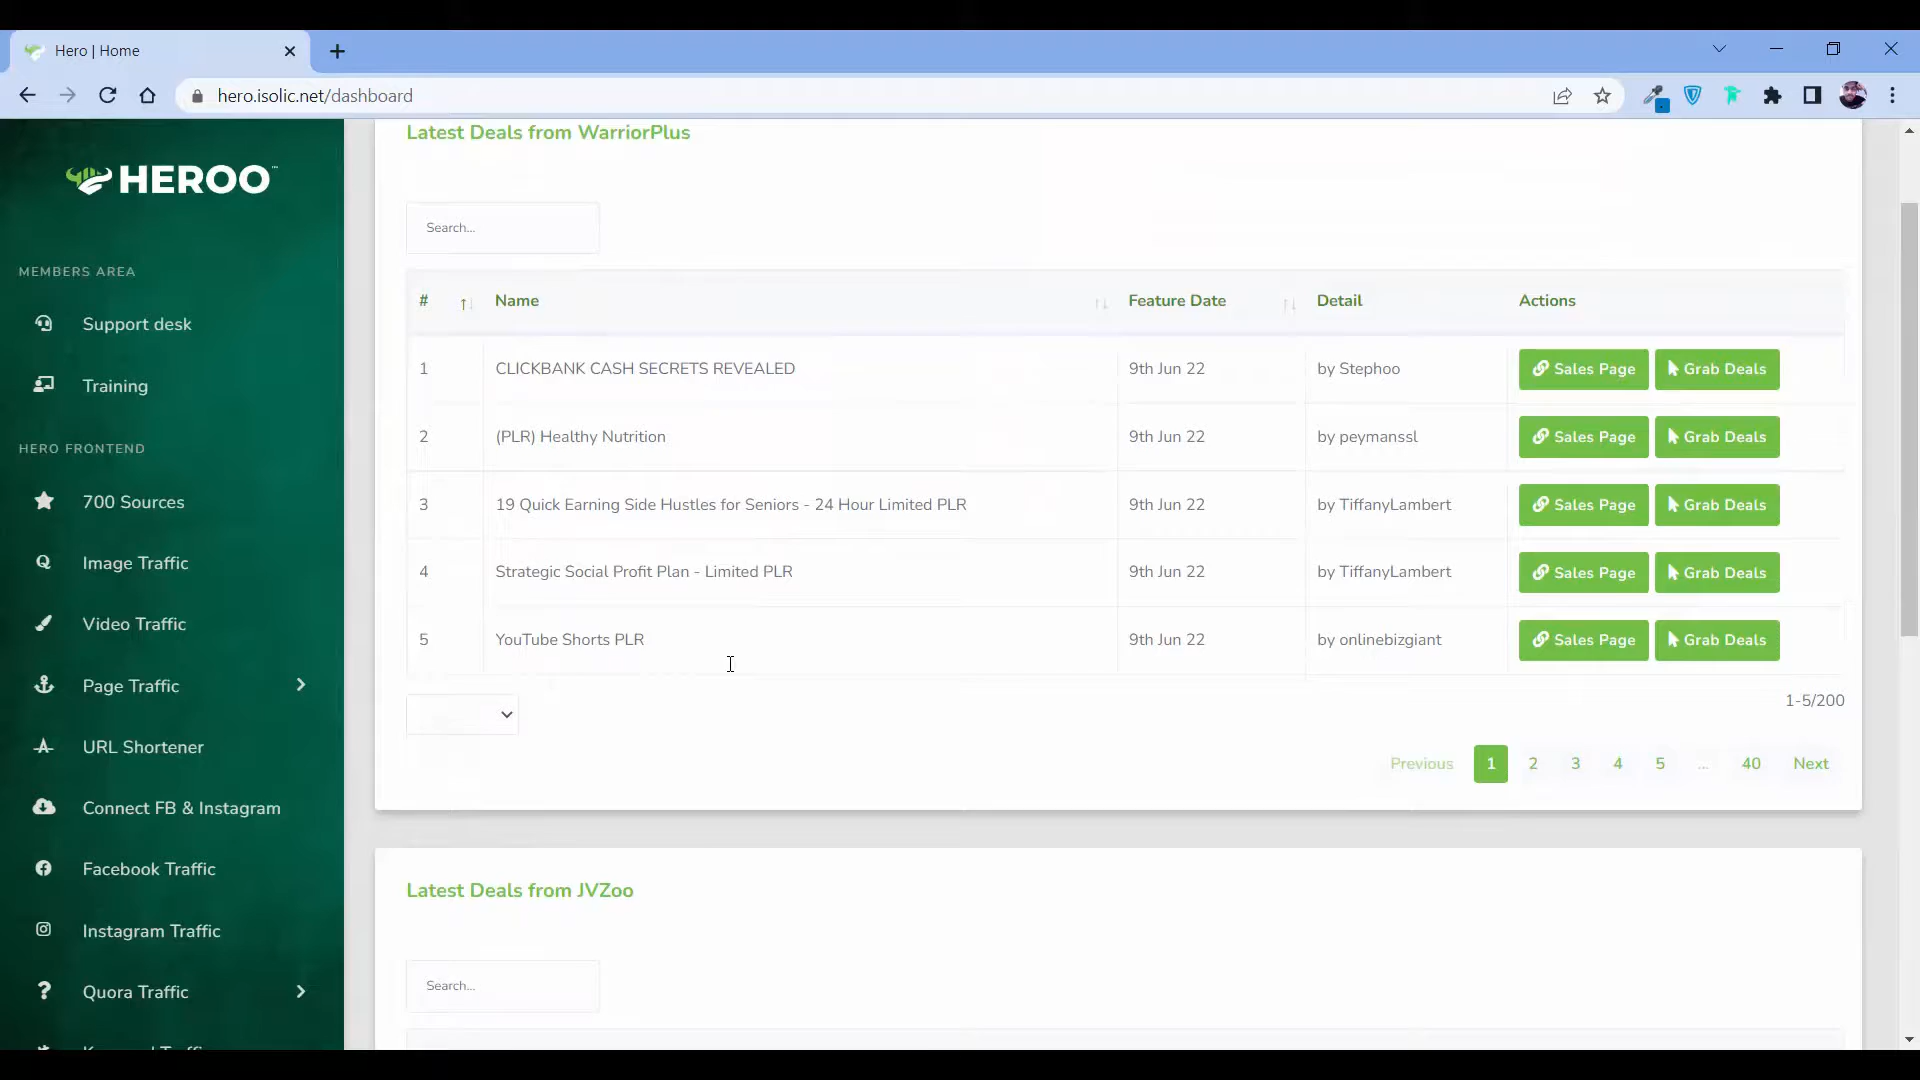 Hero | Home
hero.isolic.net/dashboard
HEROO™
MEMBERS AREA
Support desk
Training
HERO FRONTEND
700 Sources
Image Traffic
Video Traffic
Page Traffic
URL Shortener
Connect FB & Instagram
Facebook Traffic
Instagram Traffic
Quora Traffic
Latest Deals from WarriorPlus
Search...
# Name Feature Date Detail Actions
1 CLICKBANK CASH SECRETS REVEALED 9th Jun 22 by Stephoo Sales Page Grab Deals
2 (PLR) Healthy Nutrition 9th Jun 22 by peymanssl Sales Page Grab Deals
3 19 Quick Earning Side Hustles for Seniors - 24 Hour Limited PLR 9th Jun 22 by TiffanyLambert Sales Page Grab Deals
4 Strategic Social Profit Plan - Limited PLR 9th Jun 22 by TiffanyLambert Sales Page Grab Deals
5 YouTube Shorts PLR 9th Jun 22 by onlinebizgiant Sales Page Grab Deals
1-5/200
Previous 1 2 3 4 5 ... 40 Next
Latest Deals from JVZoo
Search...